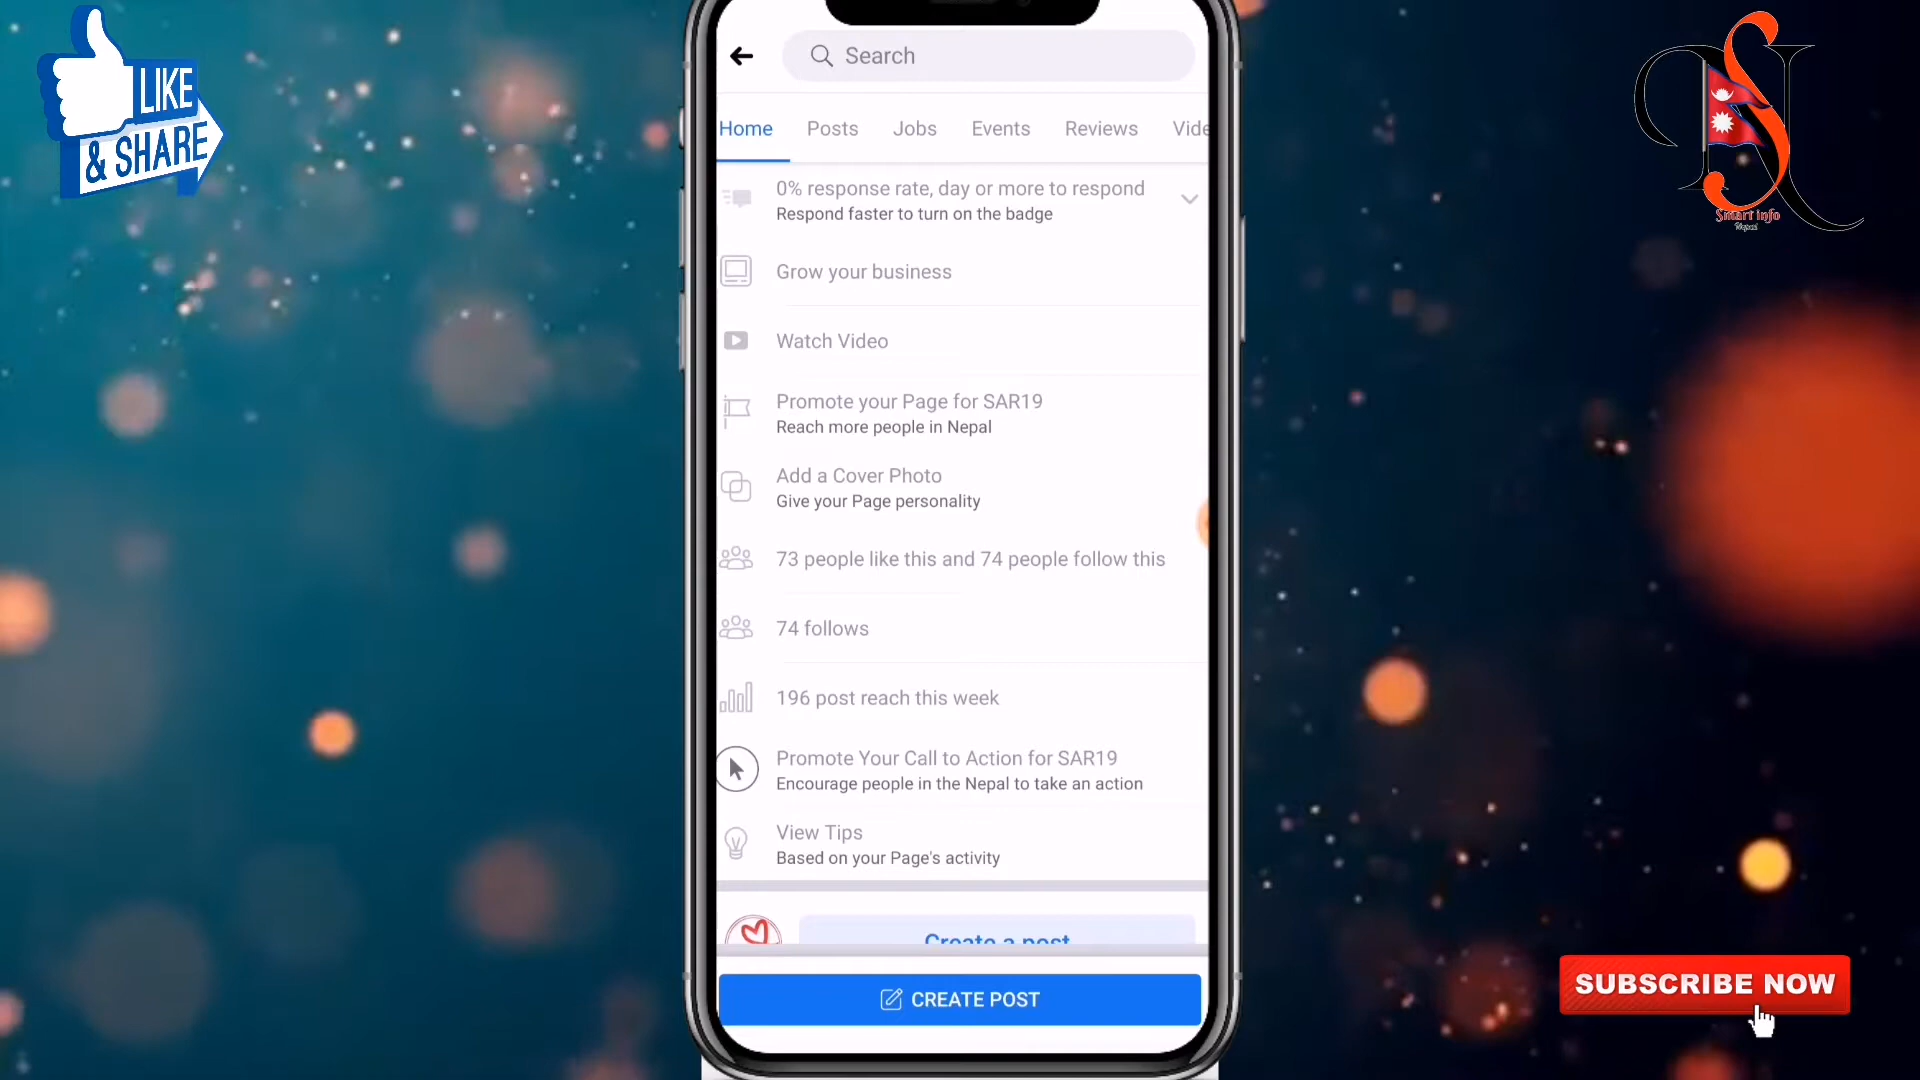 LIKE
& SHARE
Search
Home Posts Jobs Events Reviews Vide
0% response rate, day or more to respond
Respond faster to turn on the badge
Grow your business
Watch Video
Promote your Page for SAR19
Reach more people in Nepal
Add a Cover Photo
Give your Page personality
73 people like this and 74 people follow this
74 follows
196 post reach this week
Promote Your Call to Action for SAR19
Encourage people in the Nepal to take an action
View Tips
Based on your Page's activity
Create a post
CREATE POST
Smart info
Nepal
SUBSCRIBE NOW